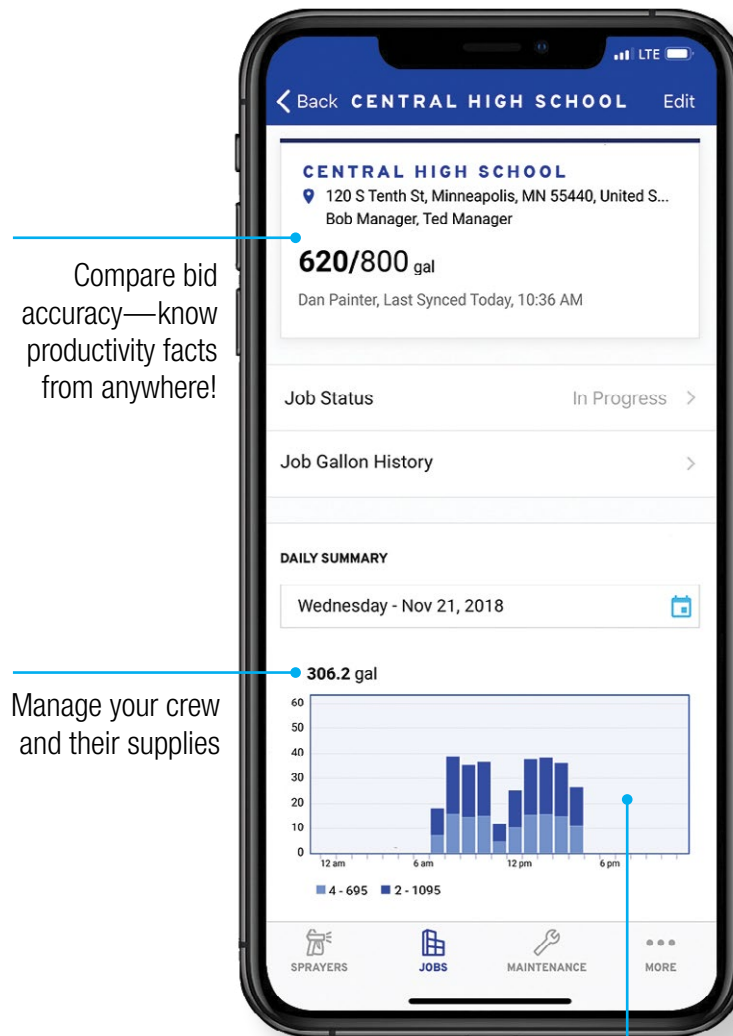 LTE
Back CENTRAL HIGH SCHOOL Edit
CENTRAL HIGH SCHOOL
120 S Tenth St, Minneapolis, MN 55440, United S...
Bob Manager, Ted Manager
620/800 gal
Dan Painter, Last Synced Today, 10:36 AM
Compare bid
accuracy—know
productivity facts
from anywhere!
Job Status In Progress
Job Gallon History
DAILY SUMMARY
Wednesday - Nov 21, 2018
306.2 gal
Manage your crew
and their supplies
60
50
40
30
20
10
0
12 am 6 am 12 pm 6 pm
4 - 695 2 - 1095
SPRAYERS JOBS MAINTENANCE MORE